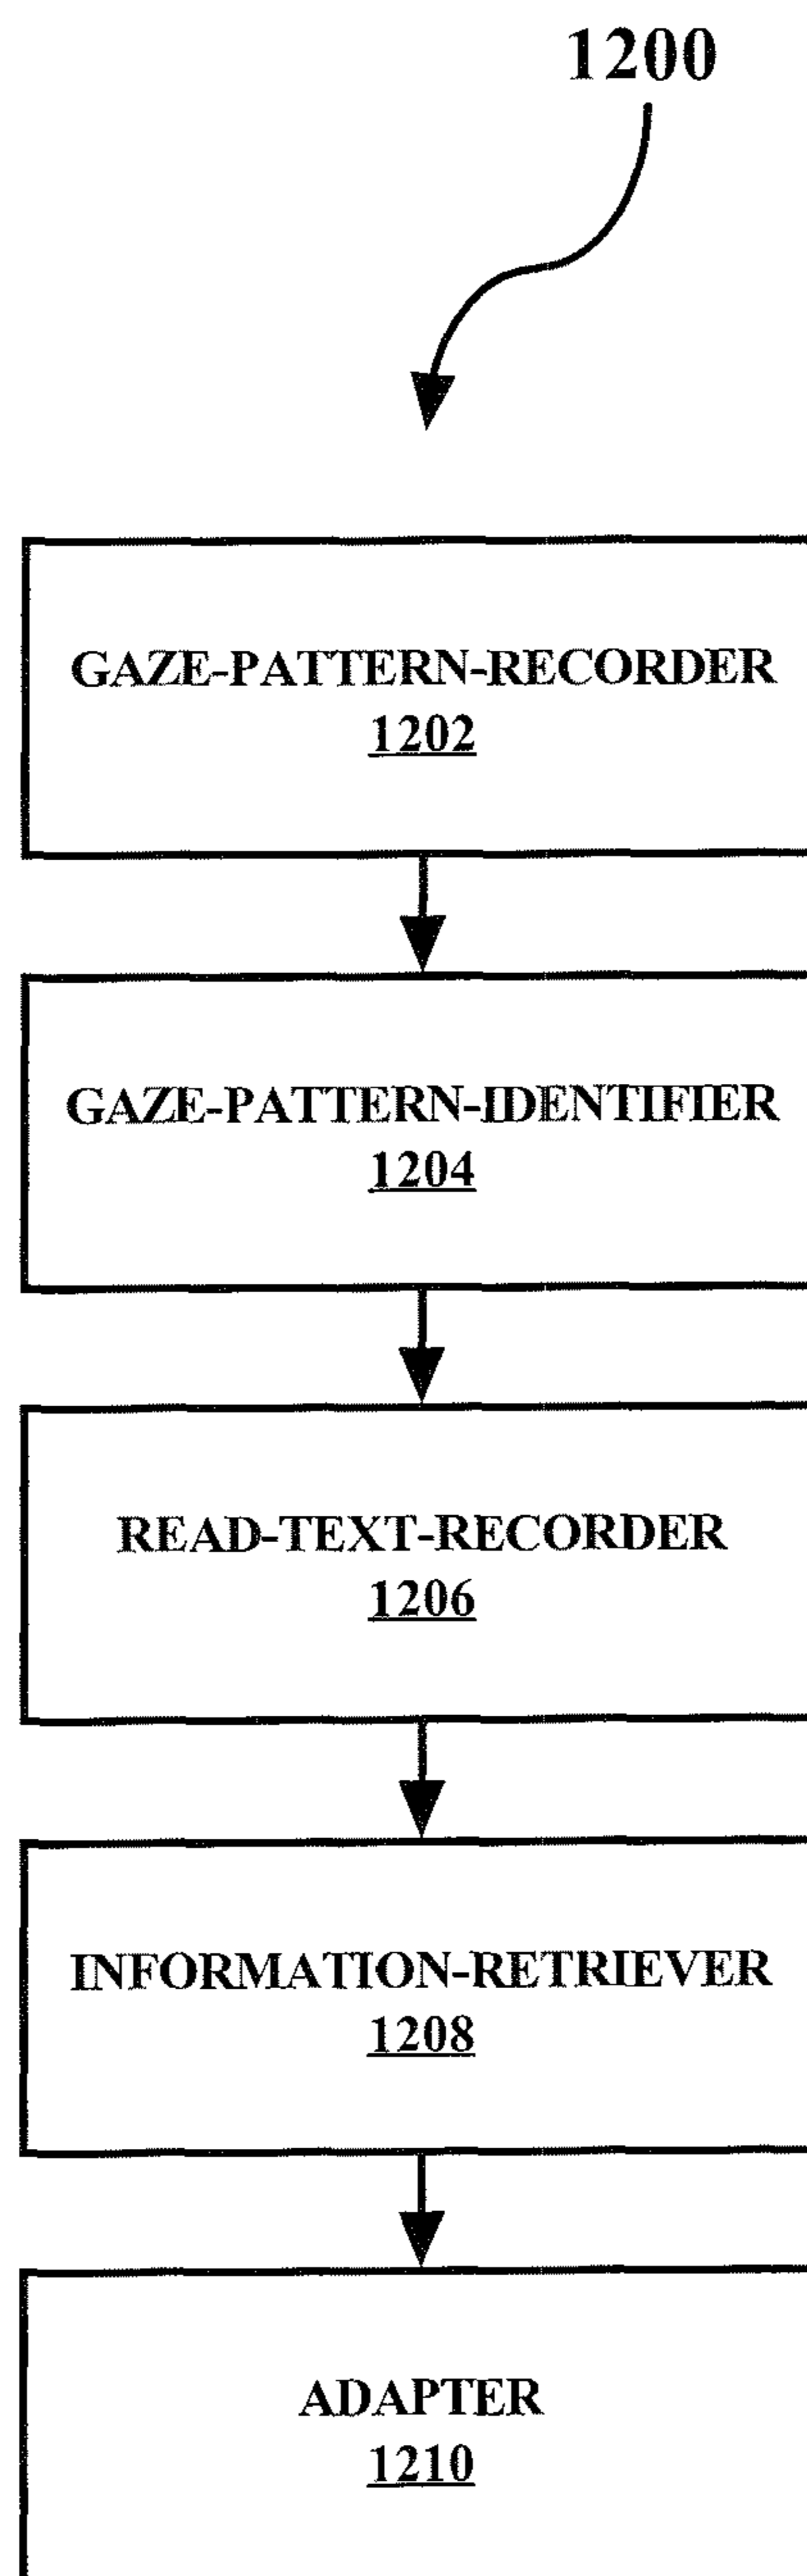 1200
GAZE-PATTERN-RECORDER
1202
GAZE-PATTERN-IDENTIFIER
1204
READ-TEXT-RECORDER
1206
INFORMATION-RETRIEVER
1208
ADAPTER
1210